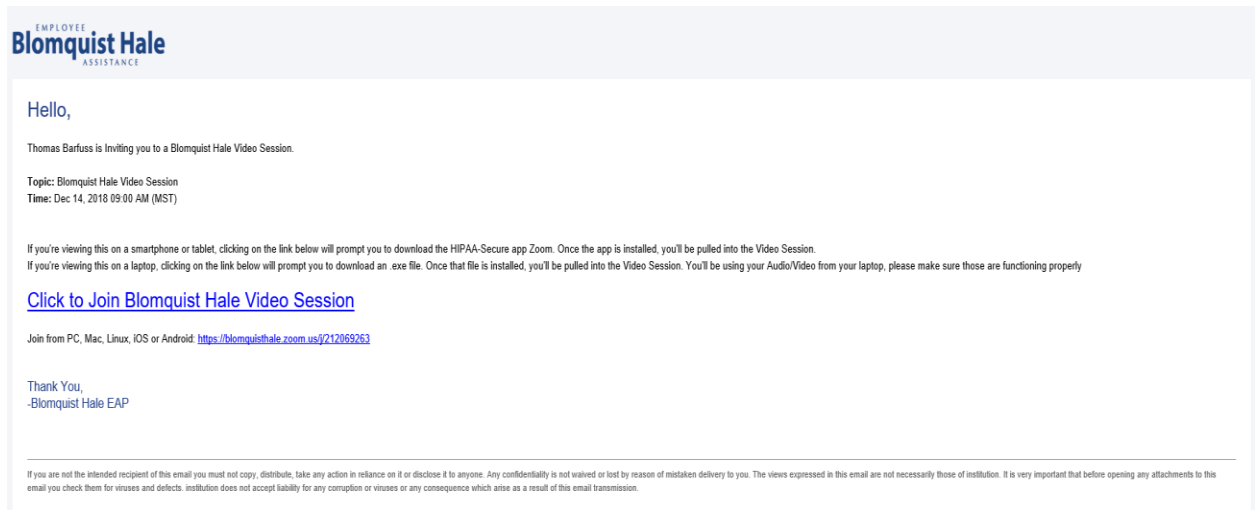 EMPLOYEE
Blomquist Hale
ASSISTANCE
Hello,
Thomas Barfuss is Inviting you to a Blomquist Hale Video Session.
Topic: Blomquist Hale Video Session
Time: Dec 14, 2018 09:00 AM (MST)
If you're viewing this on a smartphone or tablet, clicking on the link below will prompt you to download the HIPAA-Secure app Zoom. Once the app is installed, you'll be pulled into the Video Session.
If you're viewing this on a laptop, clicking on the link below will prompt you to download an .exe file. Once that file is installed, you'll be pulled into the Video Session. You'll be using your Audio/Video from your laptop, please make sure those are functioning properly
Click to Join Blomquist Hale Video Session
Join from PC, Mac, Linux, iOS or Android: https://blomquisthale.zoom.us/j/212069263
Thank You,
-Blomquist Hale EAP
If you are not the intended recipient of this email you must not copy, distribute, take any action in reliance on it or disclose it to anyone. Any confidentiality is not waived or lost by reason of mistaken delivery to you. The views expressed in this email are not necessarily those of institution. It is very important that before opening any attachments to this
email you check them for viruses and defects. institution does not accept liability for any corruption or viruses or any consequence which arise as a result of this email transmission.